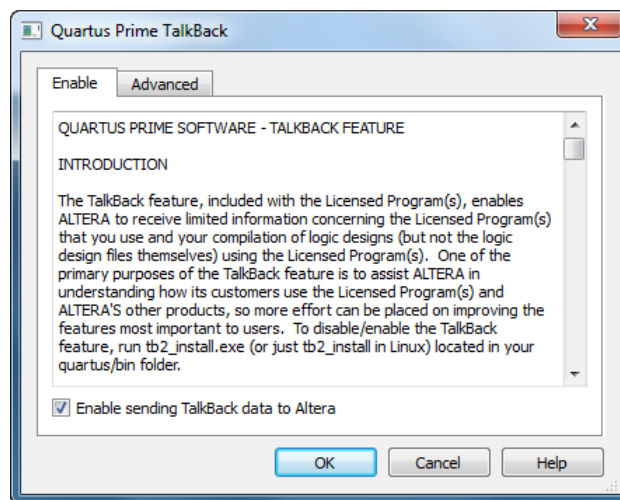 Quartus Prime TalkBack
Enable
Advanced
QUARTUS PRIME SOFTWARE - TALKBACK FEATURE
INTRODUCTION
The TalkBack feature, included with the Licensed Program(s), enables
ALTERA to receive limited information concerning the Licensed Program(s)
that you use and your compilation of logic designs (but not the logic
design files themselves) using the Licensed Program(s).  One of the
primary purposes of the TalkBack feature is to assist ALTERA in
understanding how its customers use the Licensed Program(s) and
ALTERA'S other products, so more effort can be placed on improving the
features most important to users.  To disable/enable the TalkBack
feature, run tb2_install.exe (or just tb2_install in Linux) located in your
quartus/bin folder.
Enable sending TalkBack data to Altera
OK
Cancel
Help